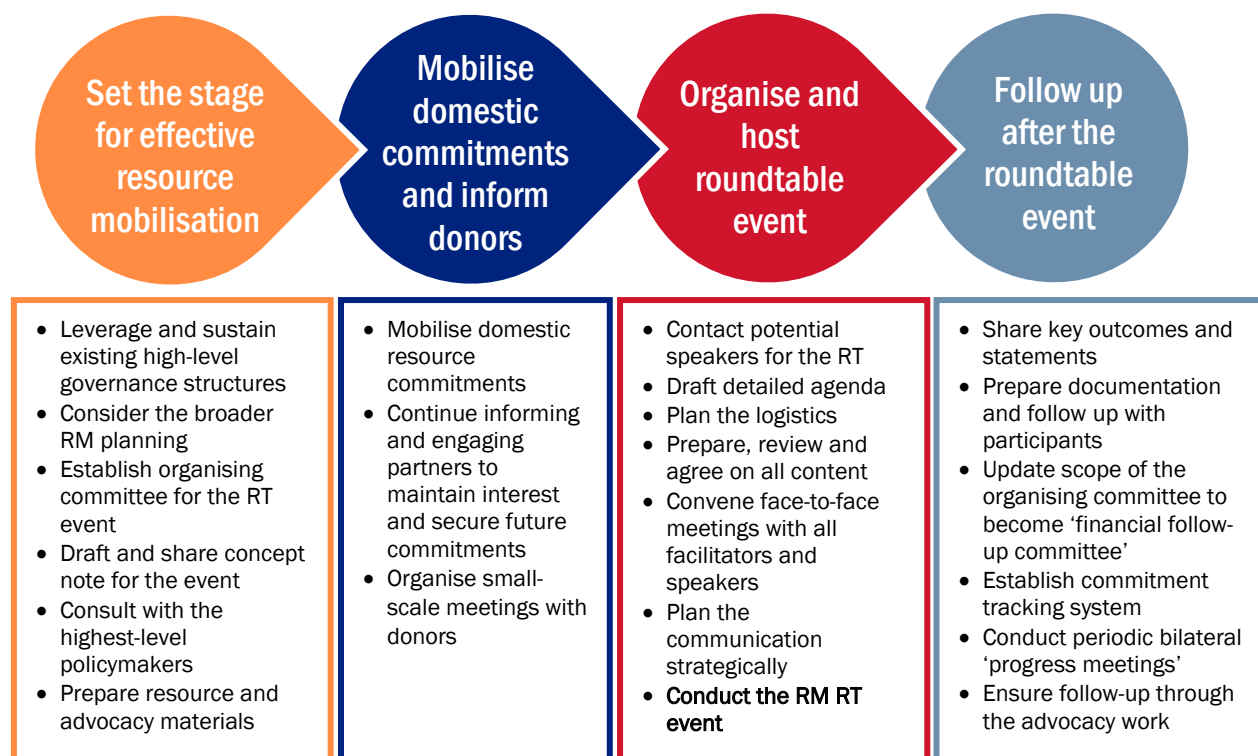 Set the stage
for effective
resource
mobilisation
Mobilise
domestic
commitments
and inform
donors
Organise and
host
roundtable
event
Follow up
after the
roundtable
event
• Leverage and sustain
existing high-level
governance structures
• Consider the broader
RM planning
• Establish organising
committee for the RT
event
• Draft and share concept
note for the event
• Consult with the
highest-level
policymakers
• Prepare resource and
advocacy materials
• Mobilise domestic
resource
commitments
• Continue informing
and engaging
partners to
maintain interest
and secure future
commitments
• Organise small-
scale meetings with
donors
• Contact potential
speakers for the RT
• Draft detailed agenda
• Plan the logistics
• Prepare, review and
agree on all content
• Convene face-to-face
meetings with all
facilitators and
speakers
• Plan the
communication
strategically
• Conduct the RM RT
event
• Share key outcomes and
statements
• Prepare documentation
and follow up with
participants
• Update scope of the
organising committee to
become ‘financial follow-
up committee’
• Establish commitment
tracking system
• Conduct periodic bilateral
‘progress meetings’
• Ensure follow-up through
the advocacy work